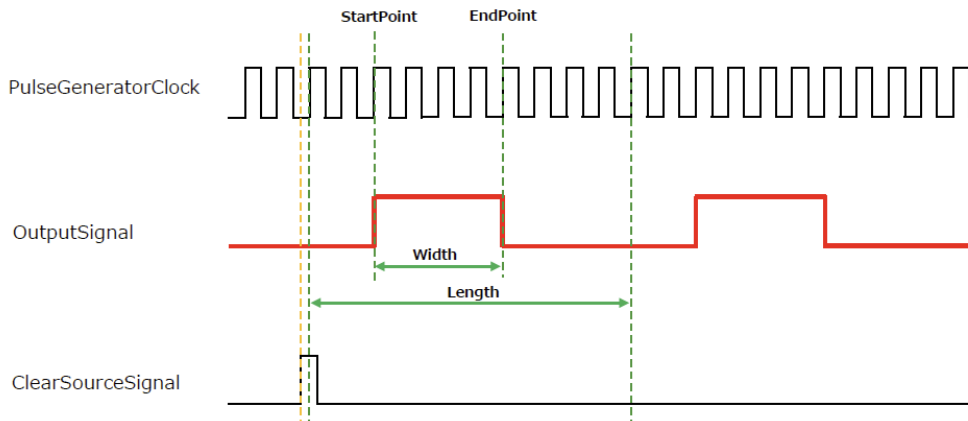 StartPoint
EndPoint
PulseGeneratorClock
OutputSignal
Width
Length
ClearSourceSignal